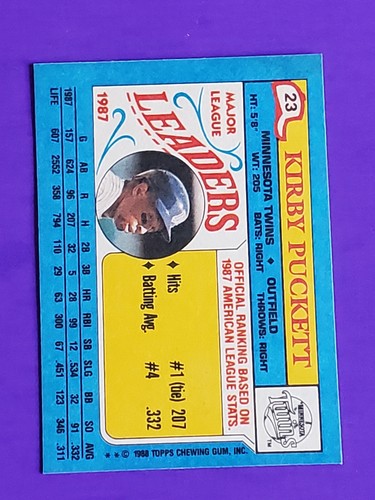 23
KIRBY PUCKETT
MINNESOTA TWINS ♦ OUTFIELD
HT: 5'8" WT: 205 BATS: RIGHT THROWS: RIGHT
MINNESOTA
Twins
TM
MAJOR LEAGUE
LEADERS
1987
OFFICIAL RANKING BASED ON
1987 AMERICAN LEAGUE STATS.
♦ Hits #1 (tie) 207
♦ Batting Avg. #4 .332
G AB R H 2B 3B HR RBI SB SLG BB SO AVG
1987 157 624 96 207 32 5 28 99 12 .534 32 91 .332
LIFE 607 2552 358 794 110 29 63 300 67 .451 123 346 .311
* * © 1988 TOPPS CHEWING GUM, INC.